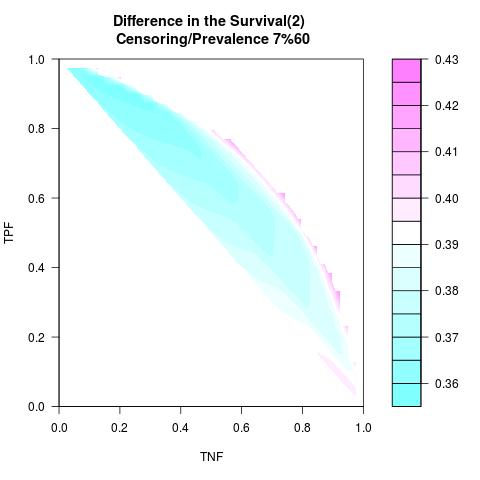 Difference in the Survival(2)
Censoring/Prevalence 7%60
1.0
0.8
0.6
0.4
0.2
0.0
TPF
0.0 0.2 0.4 0.6 0.8 1.0
TNF
0.43
0.42
0.41
0.40
0.39
0.38
0.37
0.36